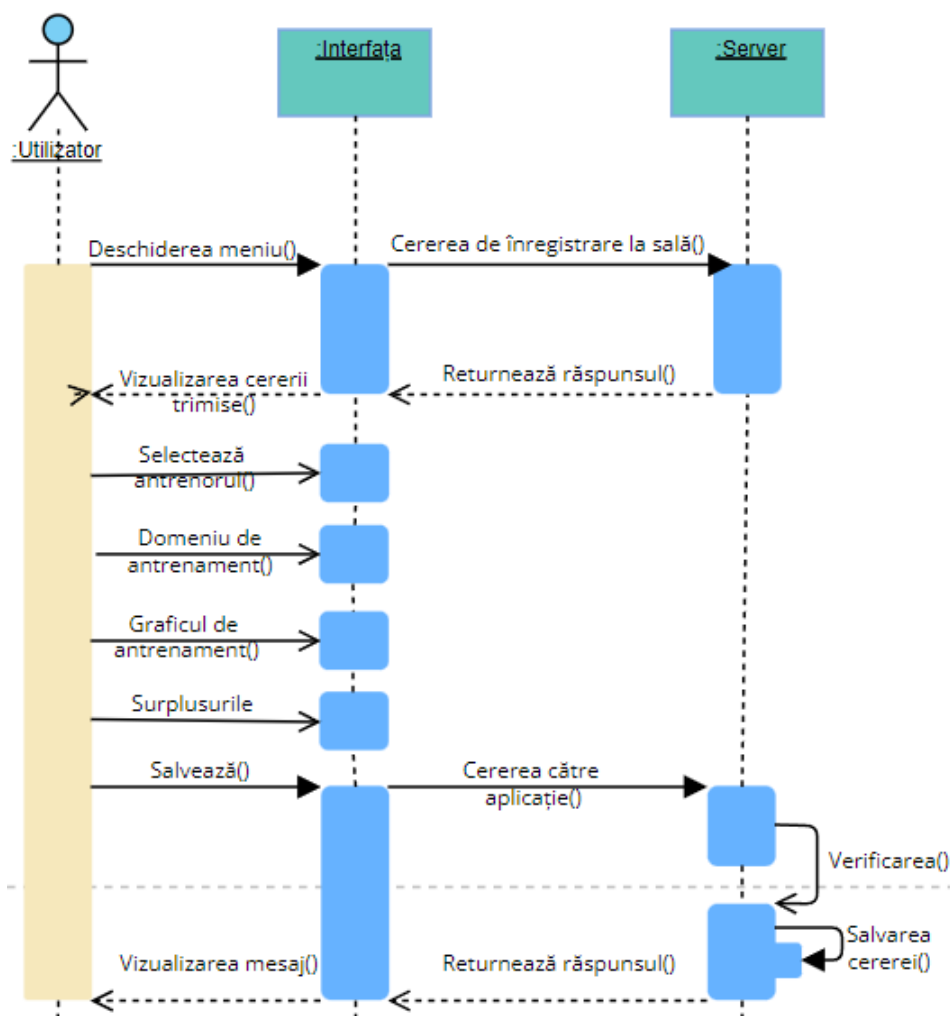 :Interfața
:Server
:Utilizator
Deschiderea meniu()
Cererea de înregistrare la sală()
Vizualizarea cererii
trimise()
Returnează răspunsul()
Selectează
antrenorul()
Domeniu de
antrenament()
Graficul de
antrenament()
Surplusurile
Salvează()
Cererea către
aplicație()
Verificarea()
Salvarea
cererei()
Vizualizarea mesaj()
Returnează răspunsul()